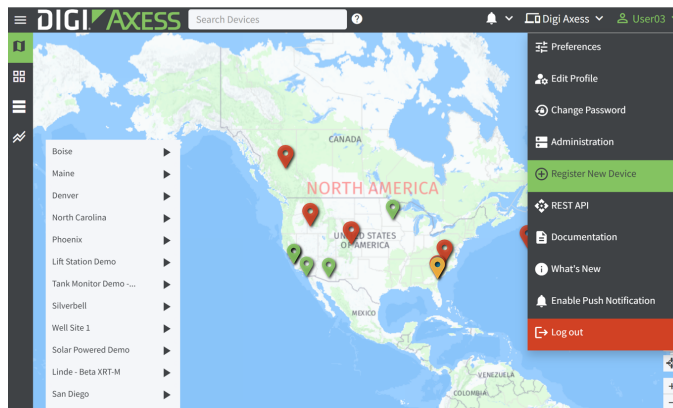 DIGI AXESS
Search Devices
?
Digi Axess
User03
Preferences
Edit Profile
Change Password
Administration
Register New Device
REST API
Documentation
What's New
Enable Push Notification
Log out
Boise
Maine
Denver
North Carolina
Phoenix
Lift Station Demo
Tank Monitor Demo -...
Silverbell
Well Site 1
Solar Powered Demo
Linde - Beta XRT-M
San Diego
CANADA
NORTH AMERICA
UNITED STATES
OF AMERICA
MEXICO
VENEZUELA
COLOMBIA